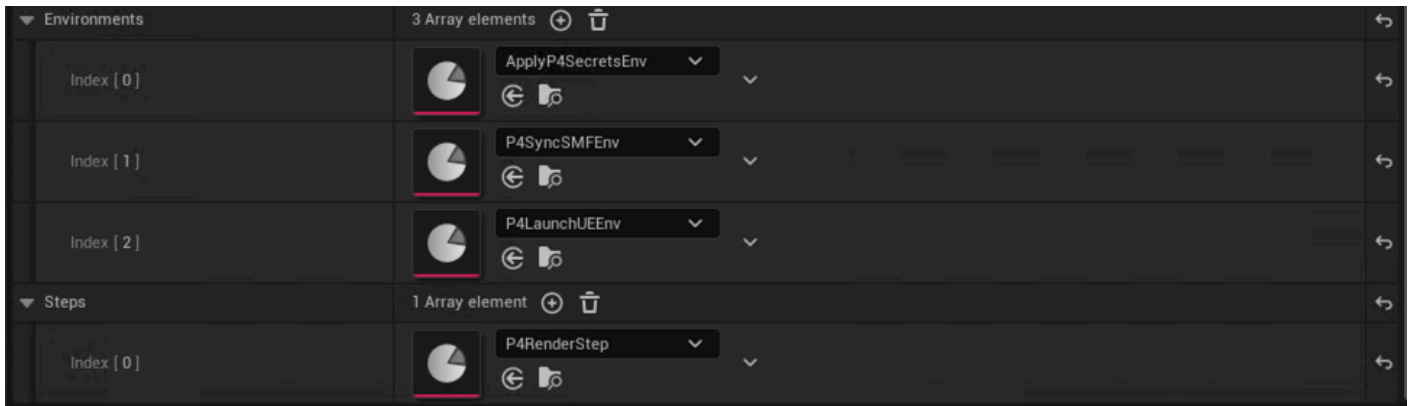 Environments 3 Array elements
Index [ 0 ] ApplyP4SecretsEnv
Index [ 1 ] P4SyncSMFEnv
Index [ 2 ] P4LaunchUEEnv
Steps 1 Array element
Index [ 0 ] P4RenderStep